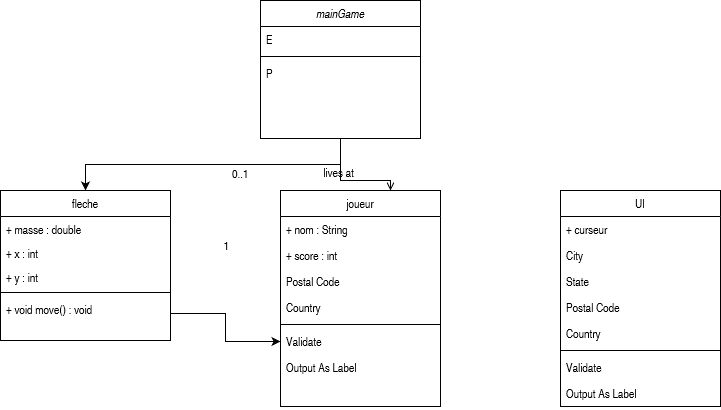 mainGame
E
P
0..1
lives at
fleche
+ masse : double
+ x : int
+ y : int
+ void move() : void
1
joueur
+ nom : String
+ score : int
Postal Code
Country
Validate
Output As Label
UI
+ curseur
City
State
Postal Code
Country
Validate
Output As Label